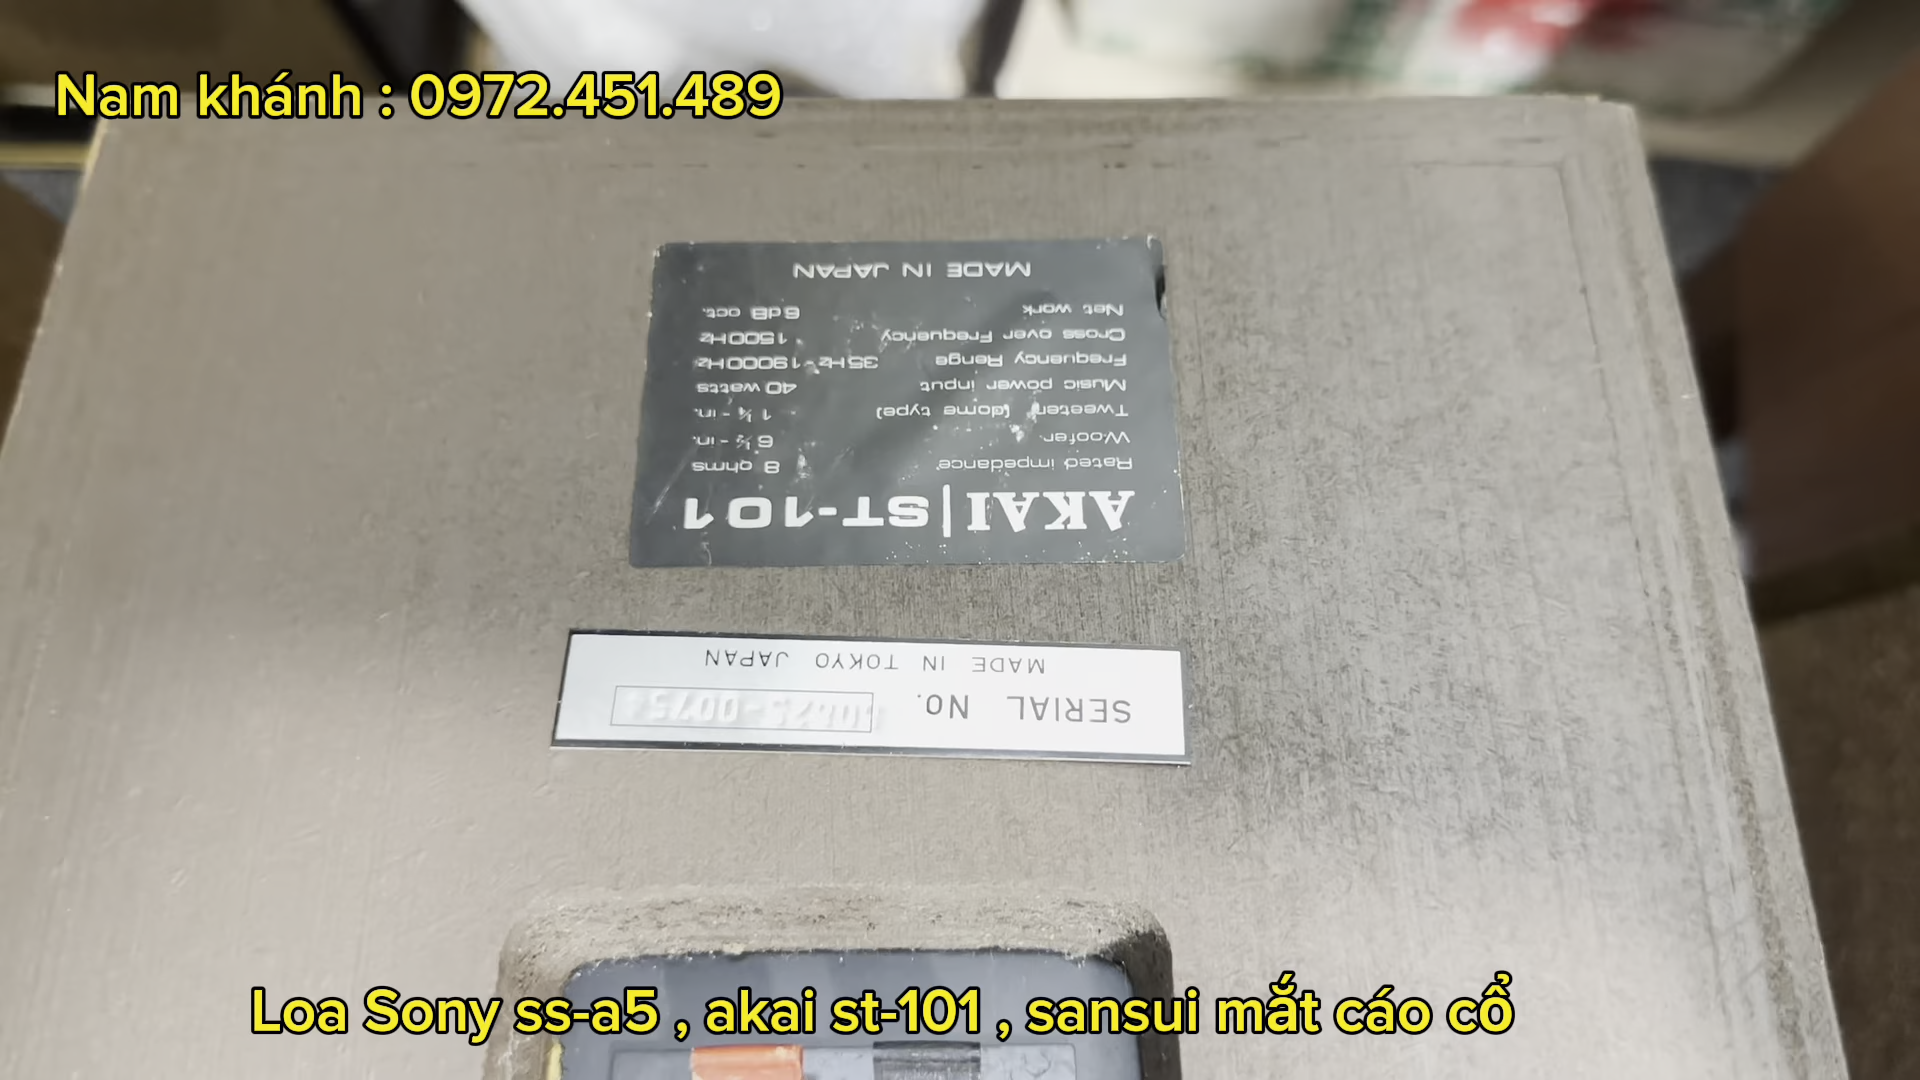 Nam khánh : 0972.451.489
AKAI | ST-101
Rated impedance 8 ohms
Woofer 6 ½ - in.
Tweeter (dome type) 1 ¼ - in.
Music power input 40 watts
Frequency Range 35Hz-19000Hz
Cross over Frequency 1500Hz
Net work 6dB oct.
MADE IN JAPAN
SERIAL No.
MADE IN TOKYO JAPAN
Loa Sony ss-a5 , akai st-101 , sansui mắt cáo cổ